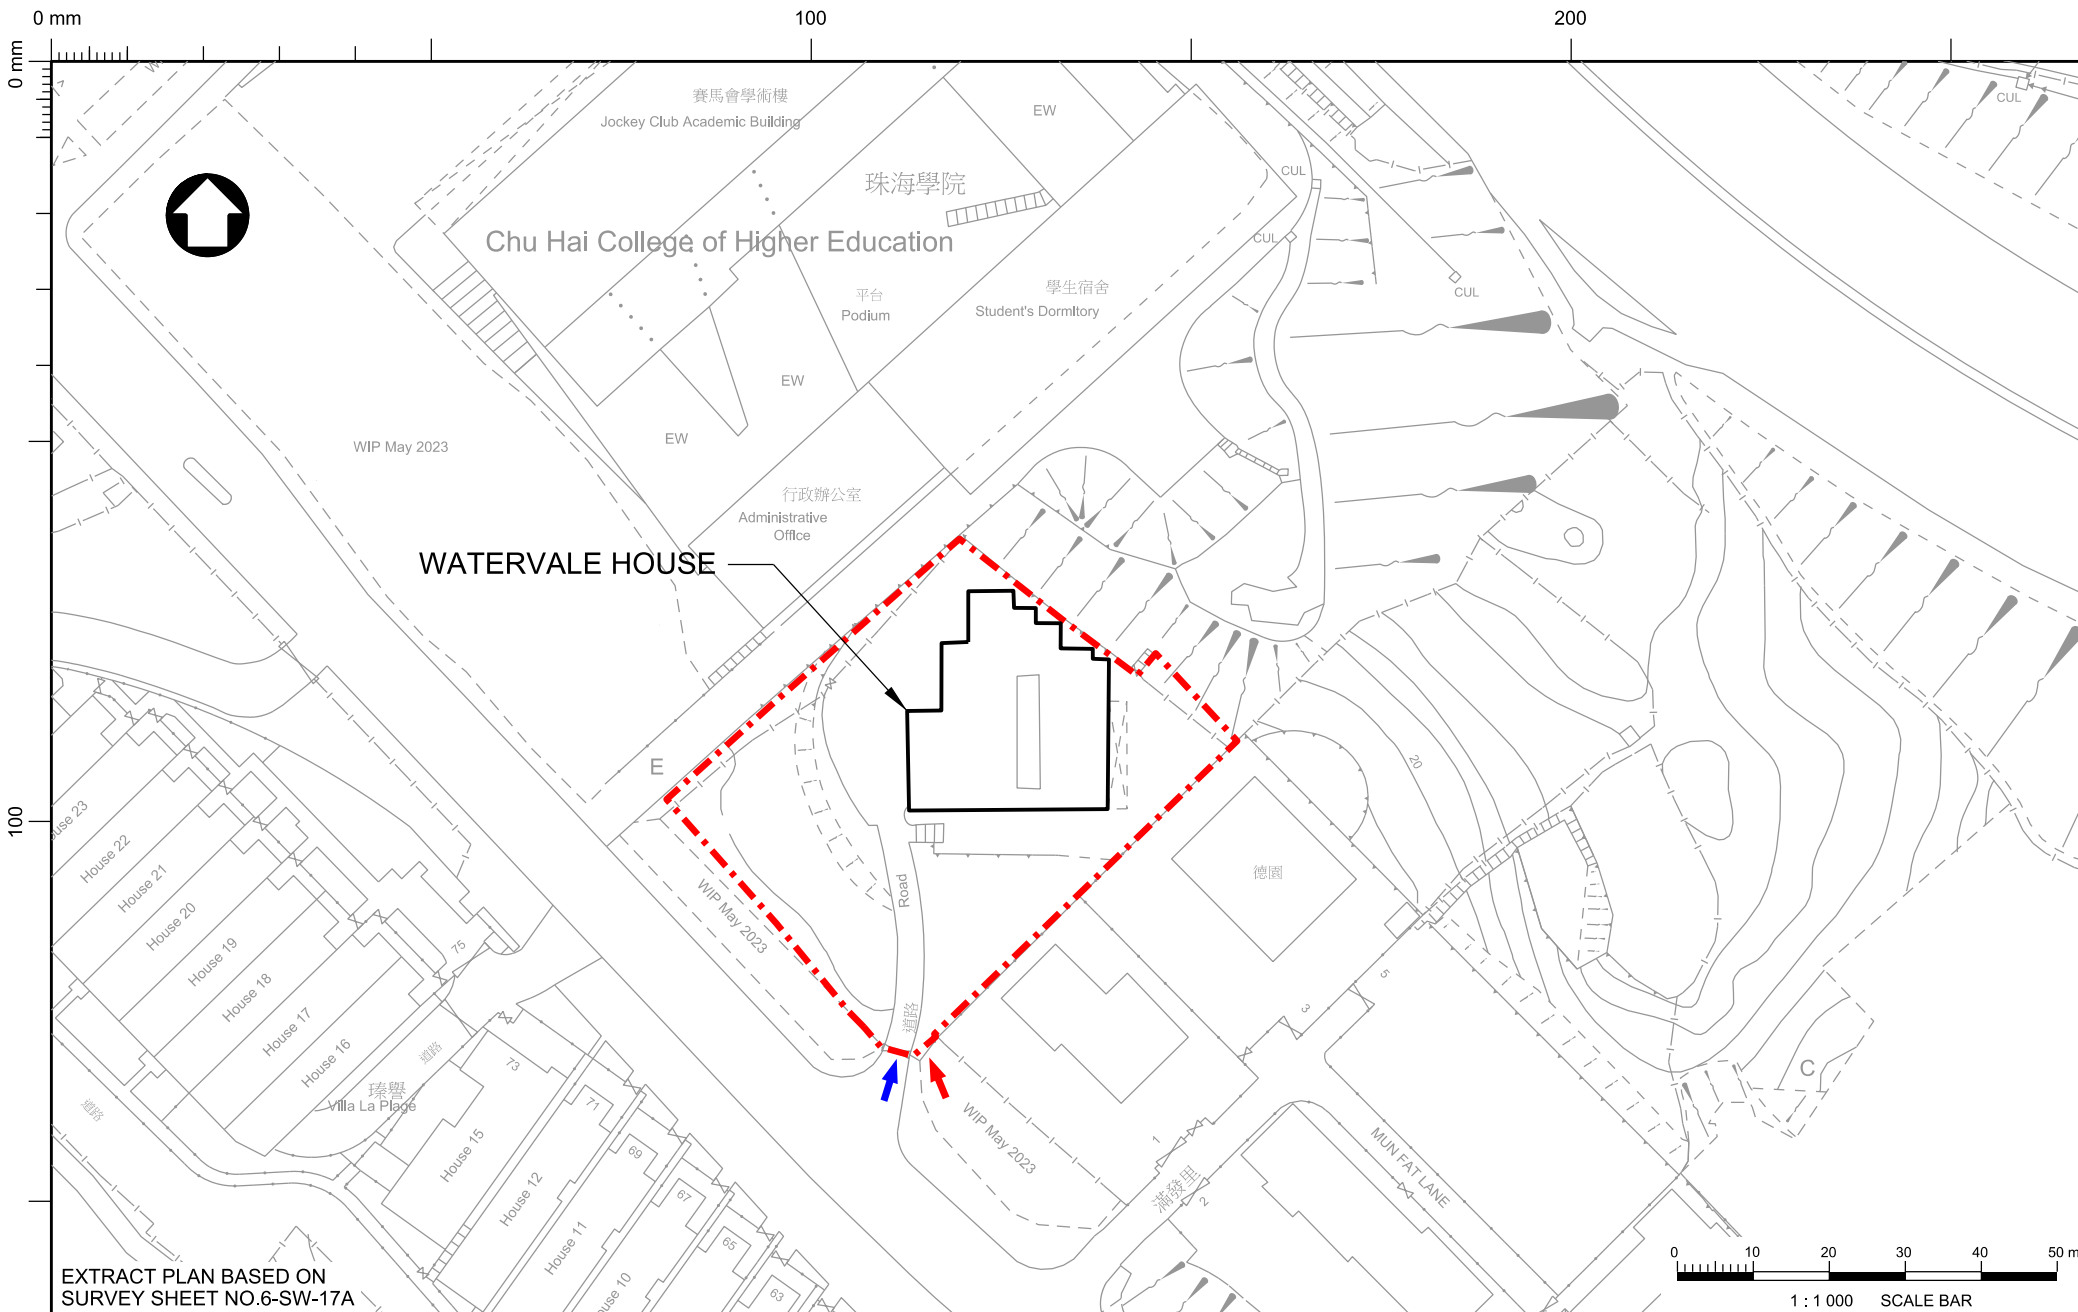 0 mm
100
200
0 mm
100
賽馬會學術樓
Jockey Club Academic Building
EW
CUL
珠海學院
Chu Hai College of Higher Education
CUL
CUL
CUL
平台
Podium
學生宿舍
Student's Dormitory
EW
EW
WIP May 2023
行政辦公室
Administrative
Office
WATERVALE HOUSE
E
20
德園
Road
道路
WIP May 2023
WIP May 2023
House 22
House 21
House 20
House 19
House 18
House 17
House 16
75
73
71
69
67
65
63
道路
道路
瑧譽
Villa La Plage
House 15
House 12
House 11
5
3
1
2
滿發里
MUN FAT LANE
C
EXTRACT PLAN BASED ON
SURVEY SHEET NO.6-SW-17A
0 10 20 30 40 50 m
1 : 1 000 SCALE BAR